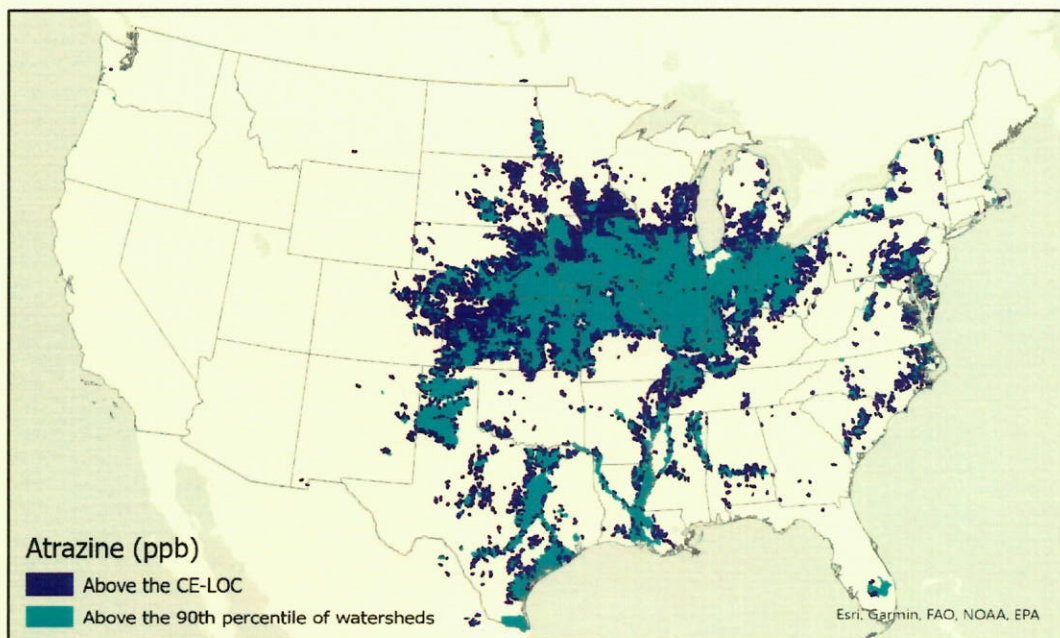 Atrazine (ppb)
Above the CE-LOC
Above the 90th percentile of watersheds
Esri, Garmin, FAO, NOAA, EPA